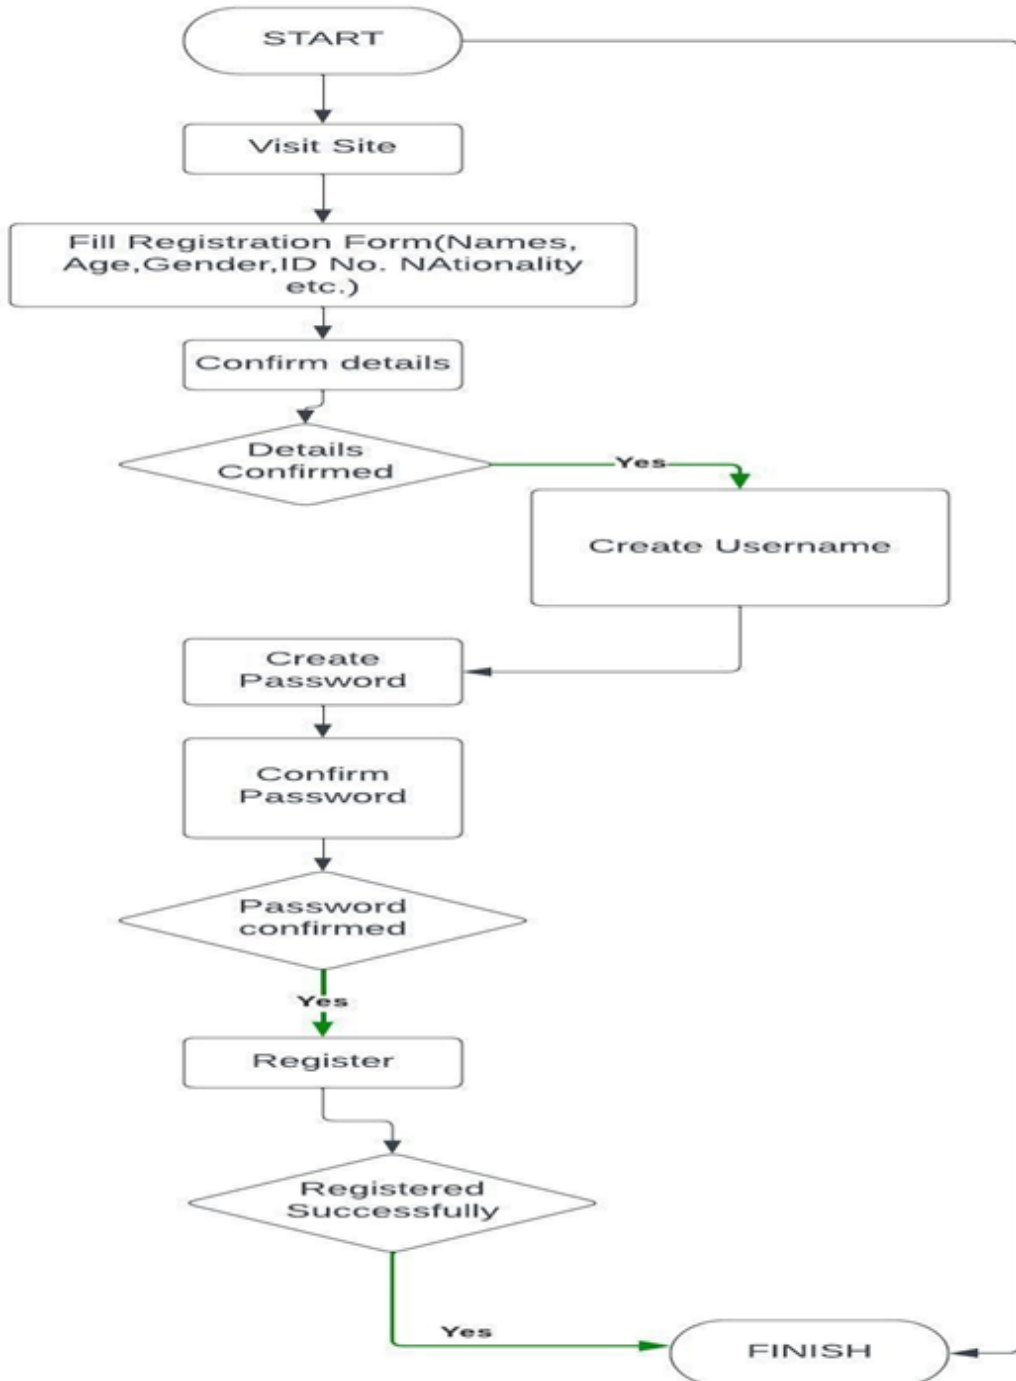 START
Visit Site
Fill Registration Form(Names,
Age,Gender,ID No. NAtionality
etc.)
Confirm details
Details
Confirmed
Yes
Create Username
Create
Password
Confirm
Password
Password
confirmed
Yes
Register
Registered
Successfully
Yes
FINISH